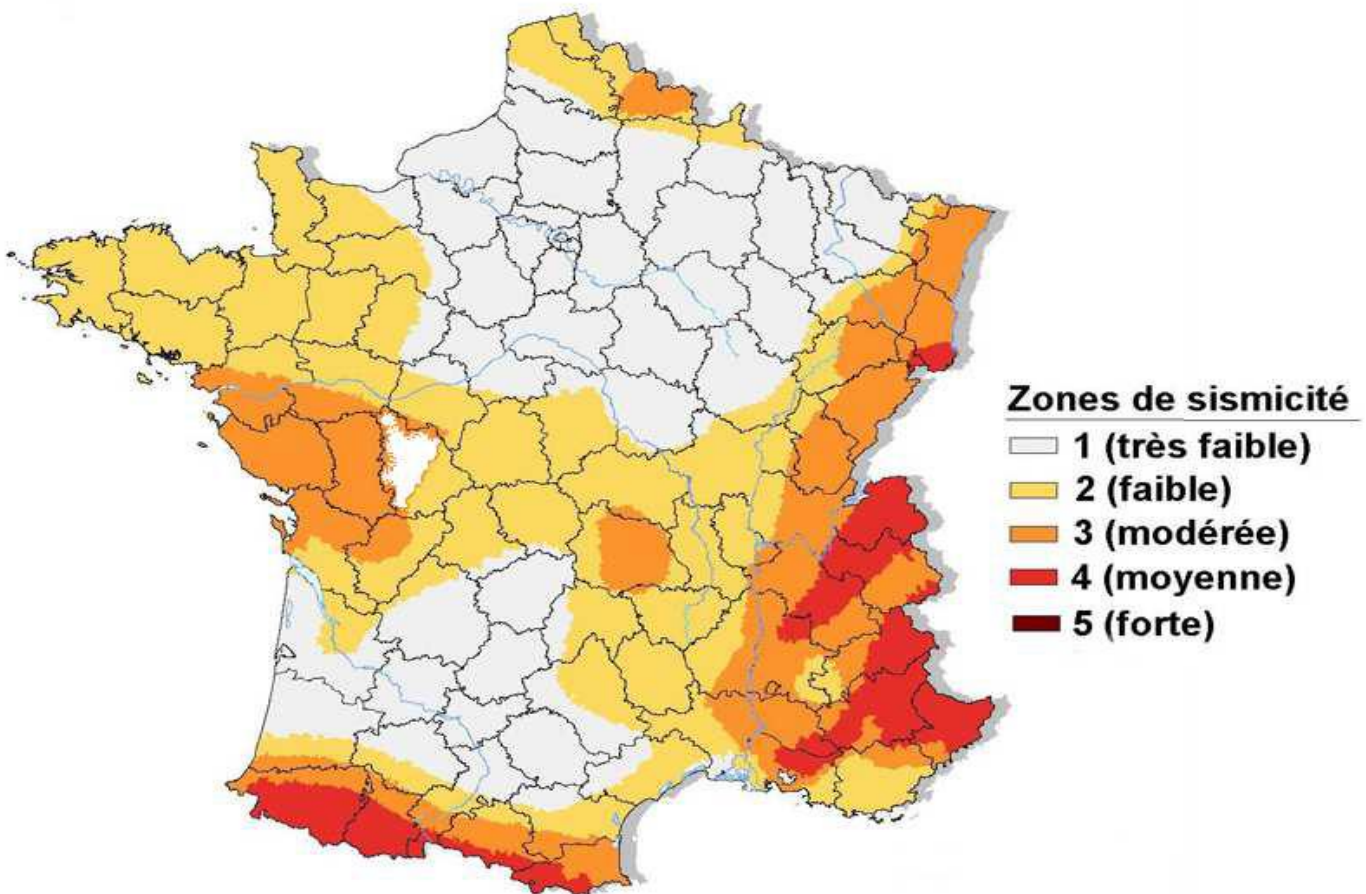 Zones de sismicité
1 (très faible)
2 (faible)
3 (modérée)
4 (moyenne)
5 (forte)